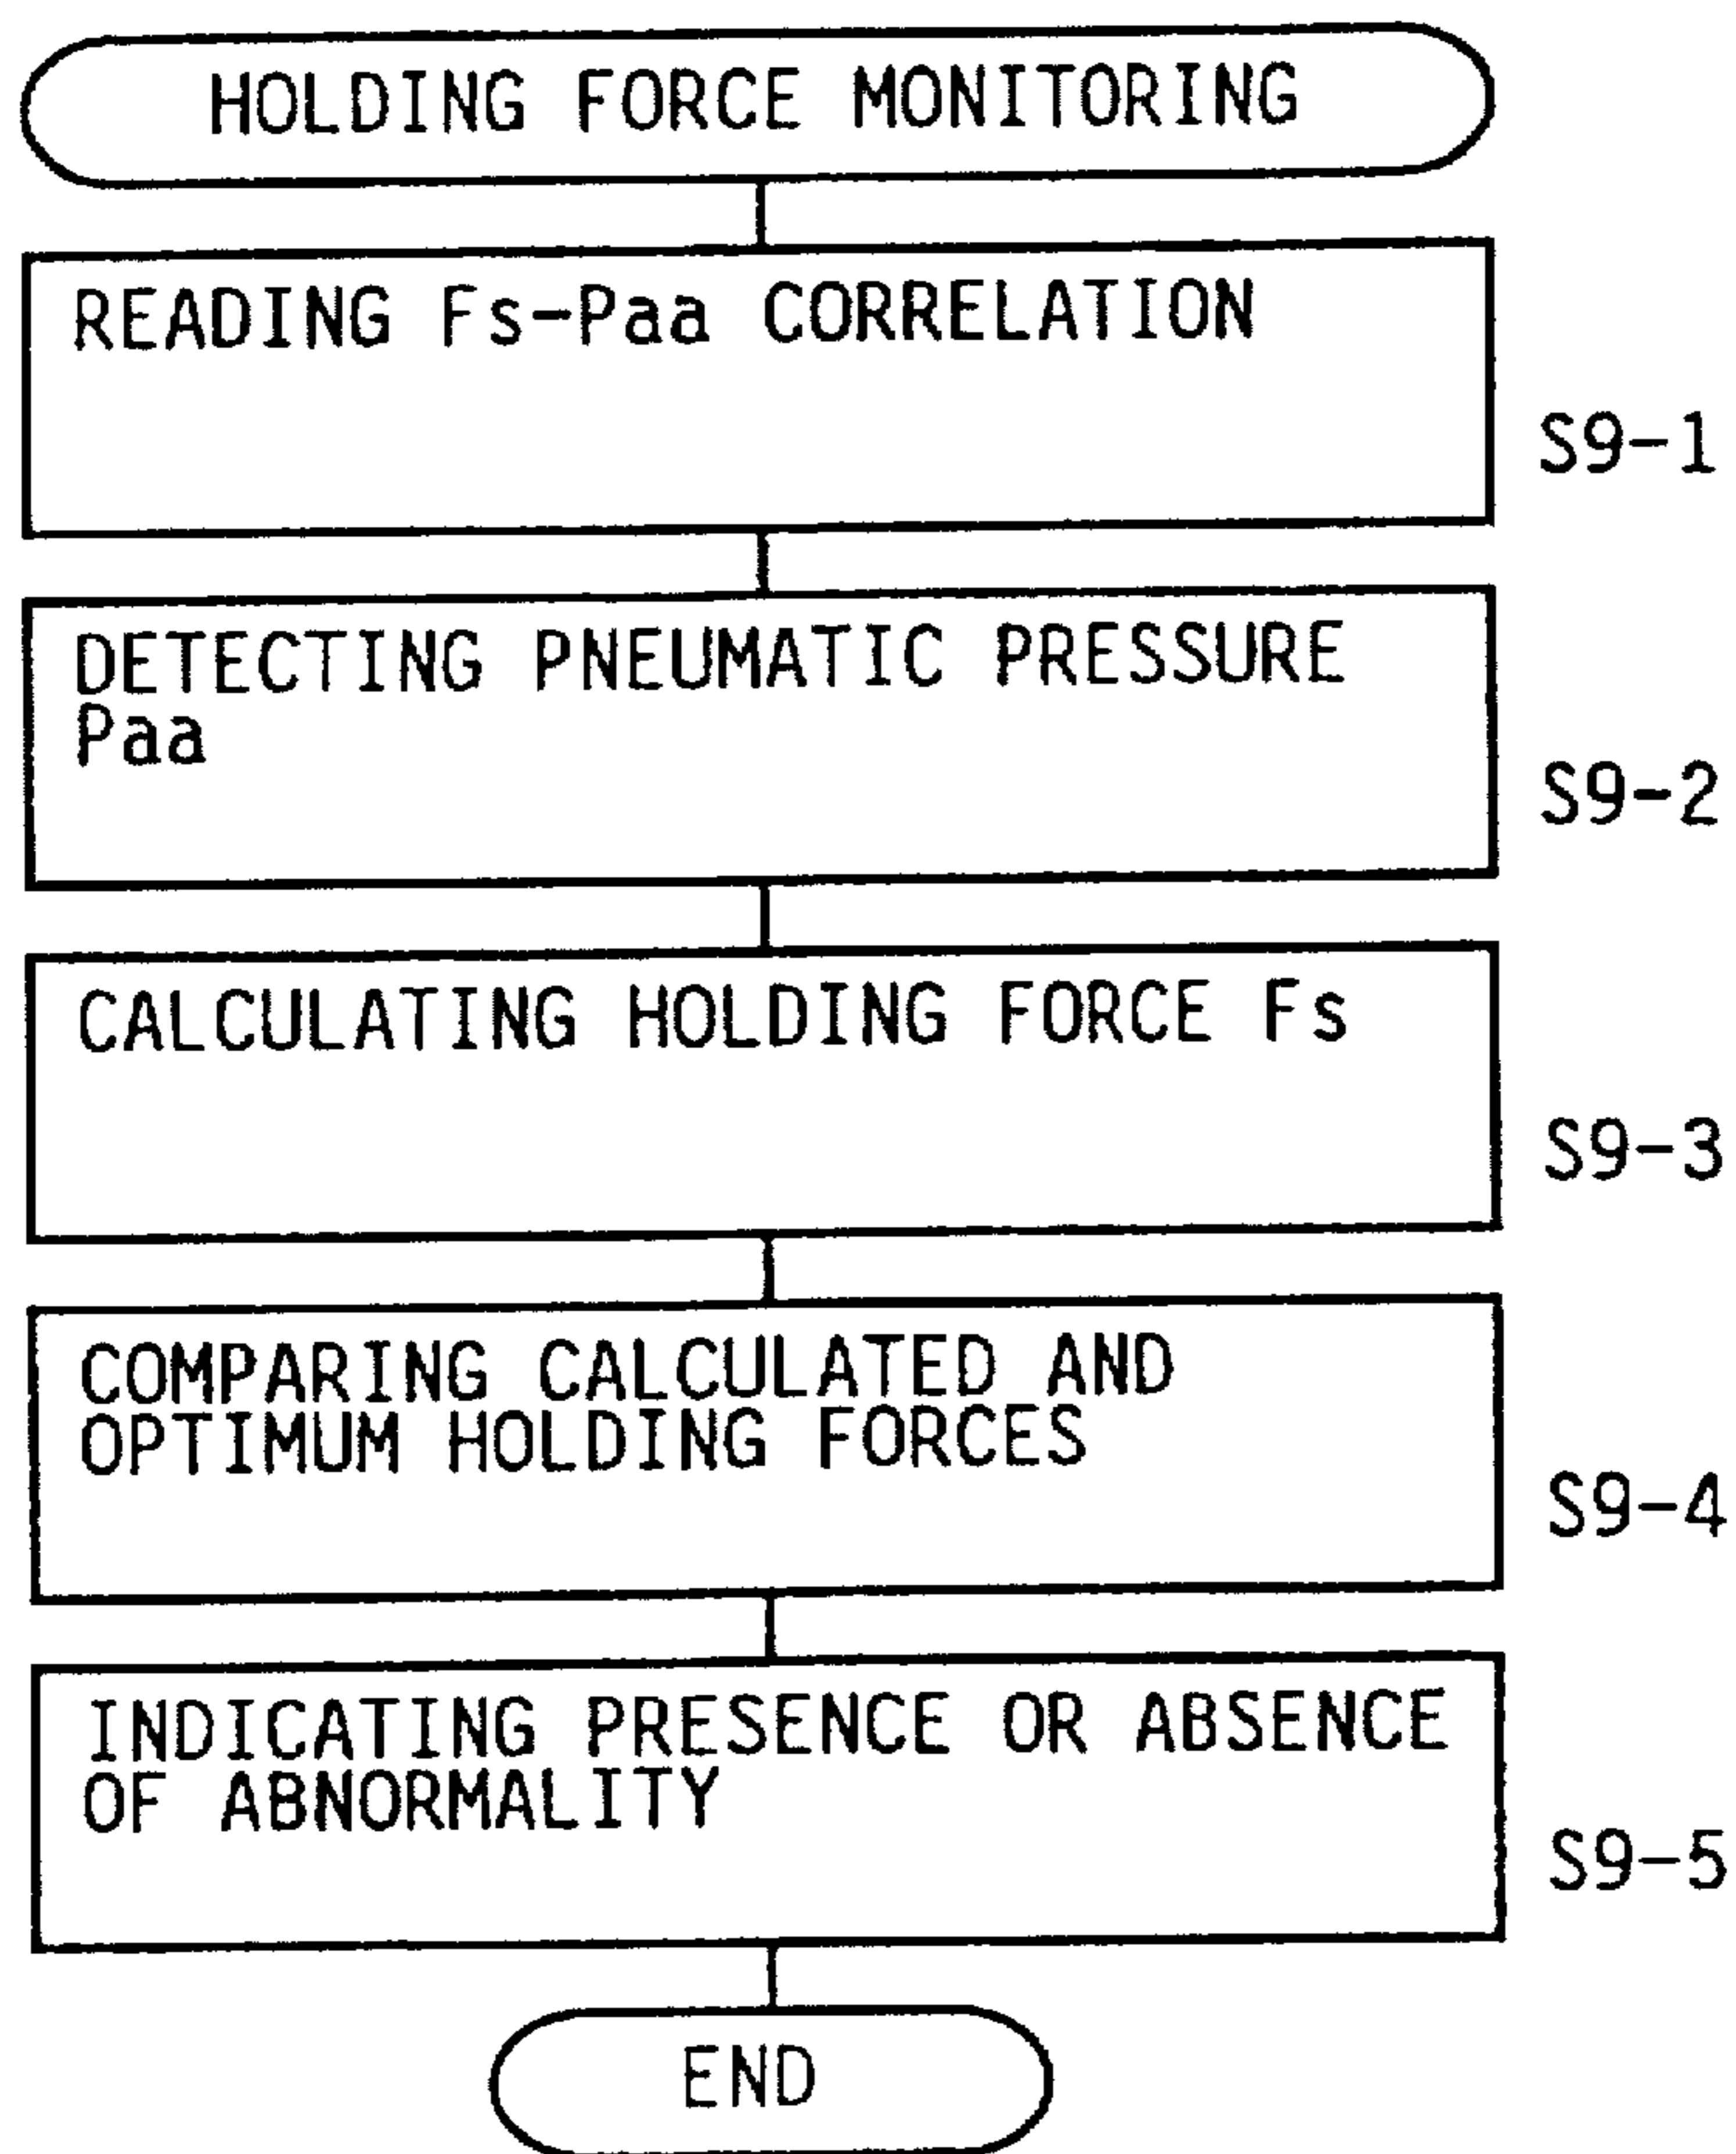 HOLDING FORCE MONITORING
READING Fs-Paa CORRELATION
S9-1
DETECTING PNEUMATIC PRESSURE
Paa
S9-2
CALCULATING HOLDING FORCE Fs
S9-3
COMPARING CALCULATED AND
OPTIMUM HOLDING FORCES
S9-4
INDICATING PRESENCE OR ABSENCE
OF ABNORMALITY
S9-5
END